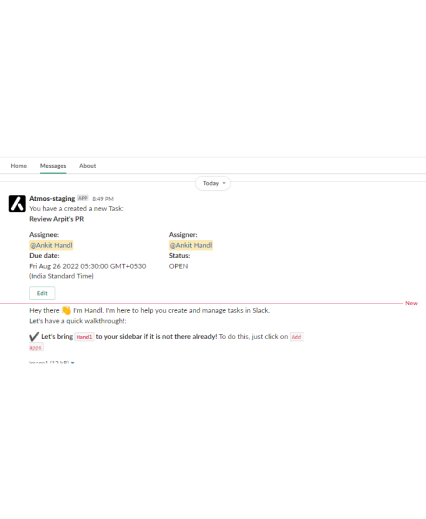 Home Messages About
Today
Atmos-staging APP 8:49 PM
You have a created a new Task:
Review Arpit's PR
Assignee: Assigner:
@Ankit Handl @Ankit Handl
Due date: Status:
Fri Aug 26 2022 05:30:00 GMT+0530 OPEN
(India Standard Time)
Edit
New
Hey there 👋 I'm Handl. I'm here to help you create and manage tasks in Slack.
Let's have a quick walkthrough!:
✔️ Let's bring Handl to your sidebar if it is not there already! To do this, just click on Add
apps